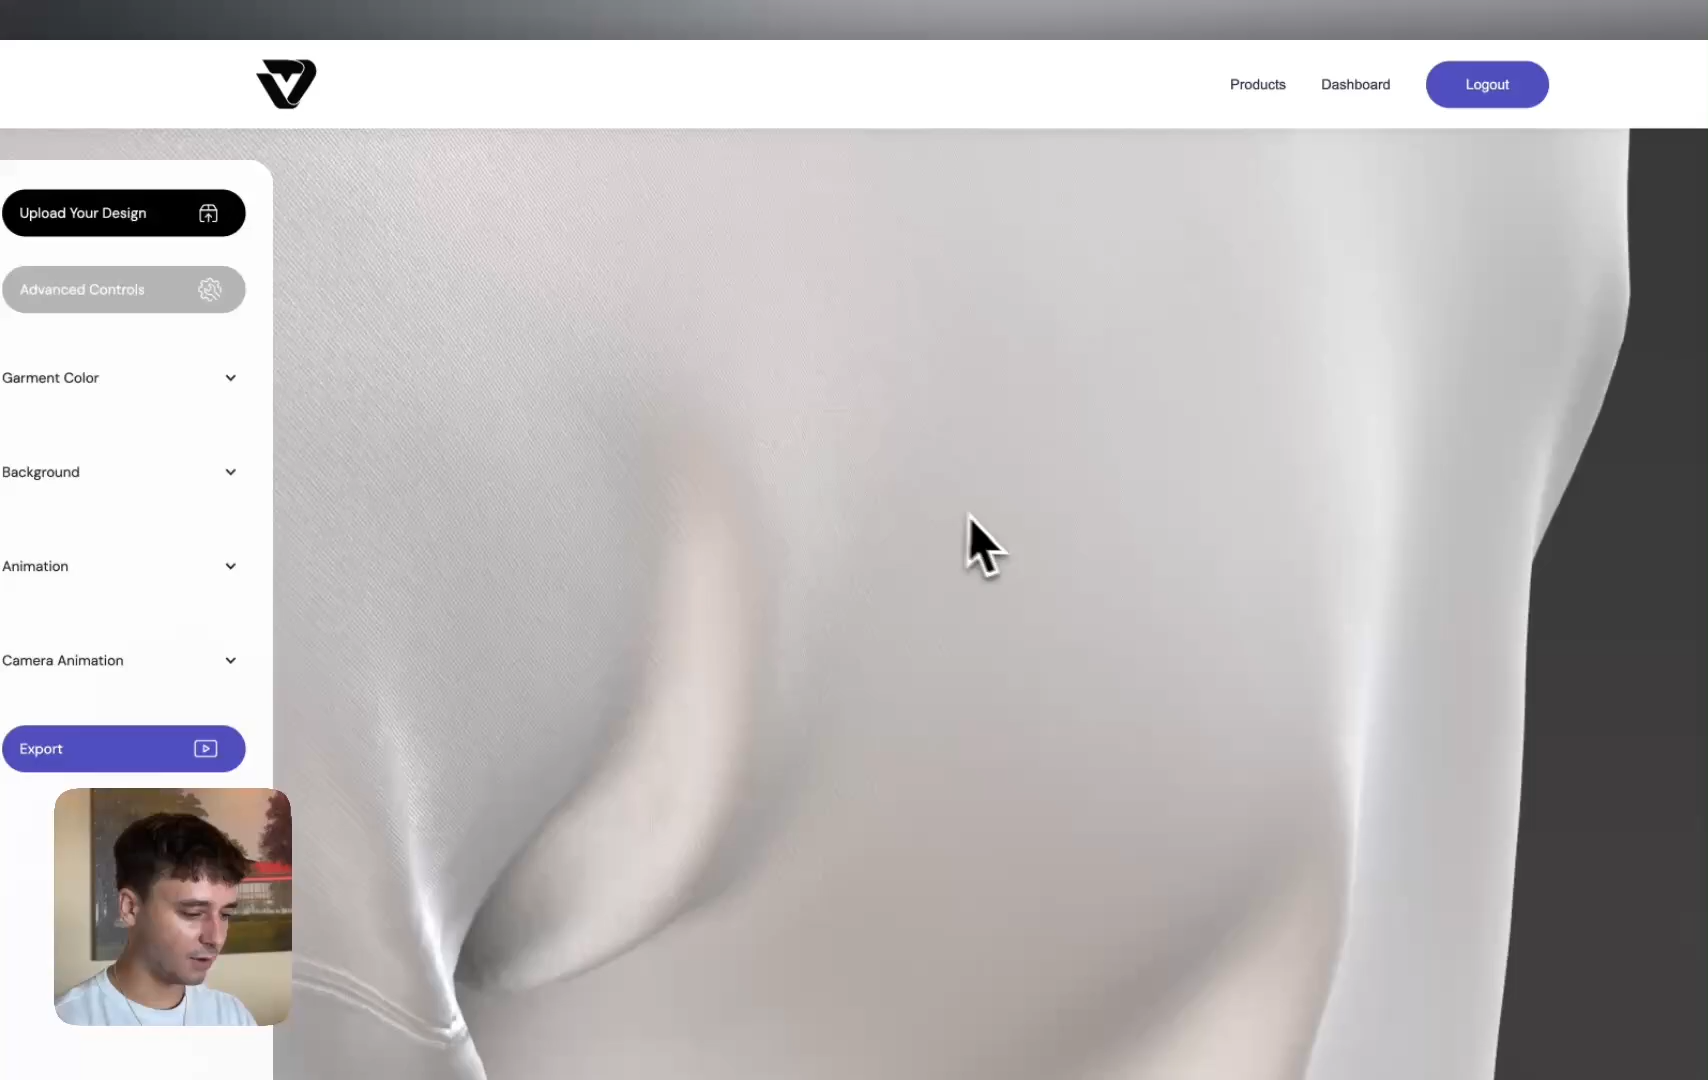 Products Dashboard Logout
Upload Your Design
Advanced Controls
Garment Color
Background
Animation
Camera Animation
Export